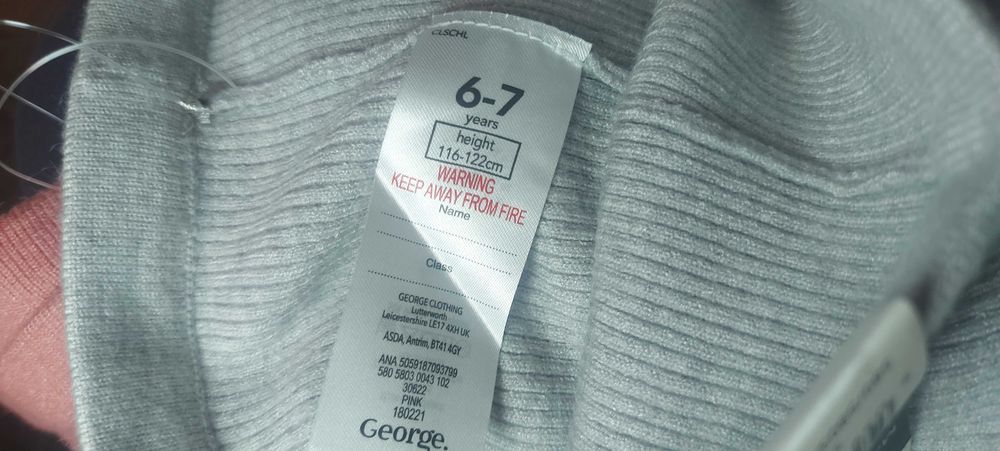 CLSCHL
6-7
years
height
116-122cm
WARNING
KEEP AWAY FROM FIRE
Name
Class
GEORGE CLOTHING
Lutterworth
Leicestershire LE17 4XH UK
ASDA, Antrim, BT41 4GY
ANA 5059187093799
580 5803 0043 102
30622
PINK
180221
George.